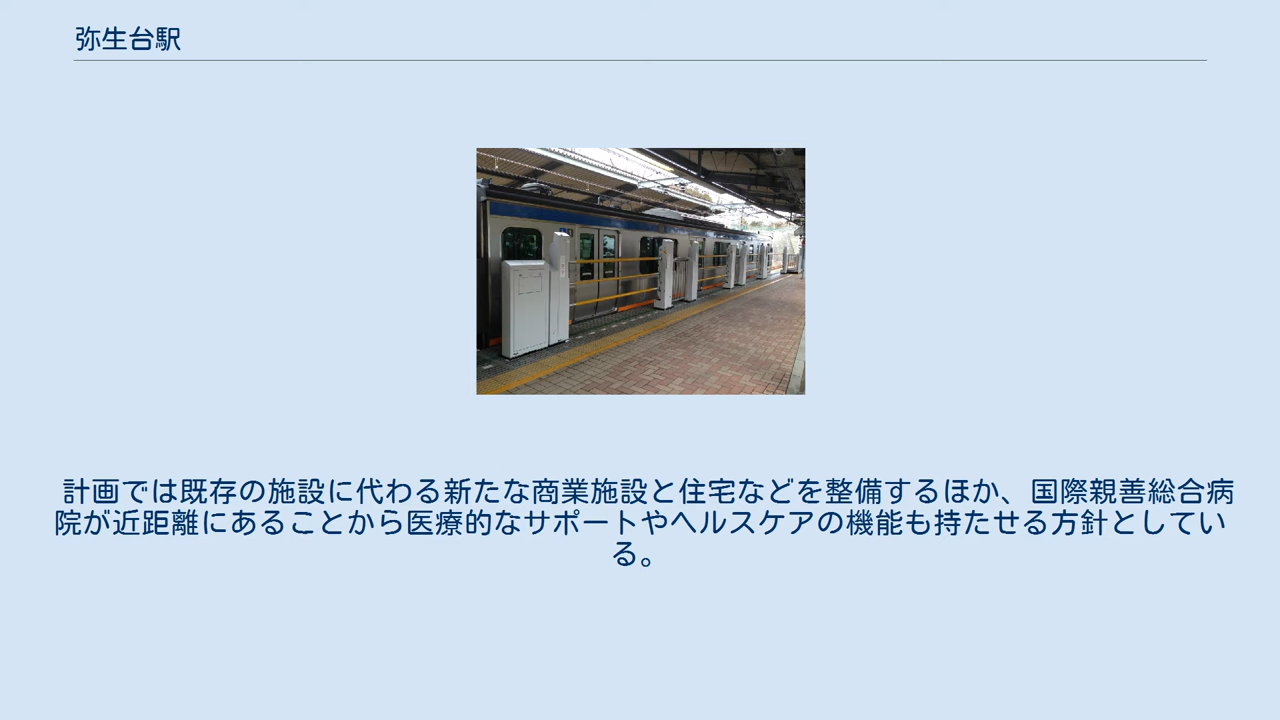 弥生台駅
計画では既存の施設に代わる新たな商業施設と住宅などを整備するほか、国際親善総合病
院が近距離にあることから医療的なサポートやヘルスケアの機能も持たせる方針としてい
る。